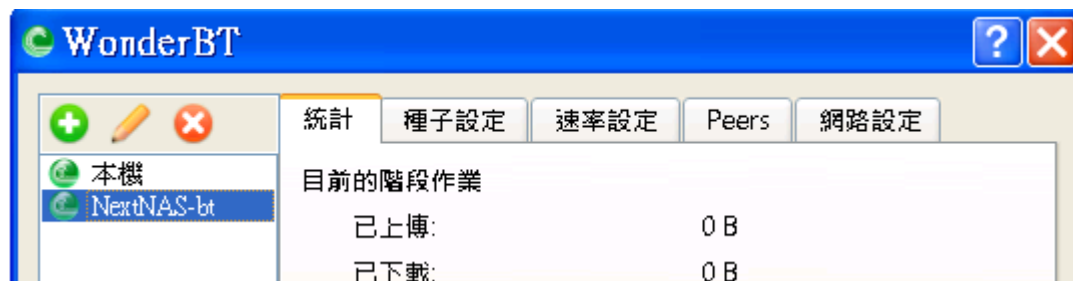 WonderBT
統計 種子設定 速率設定 Peers 網路設定
本機
NextNAS-bt
目前的階段作業
已上傳: 0 B
已下載: 0 B